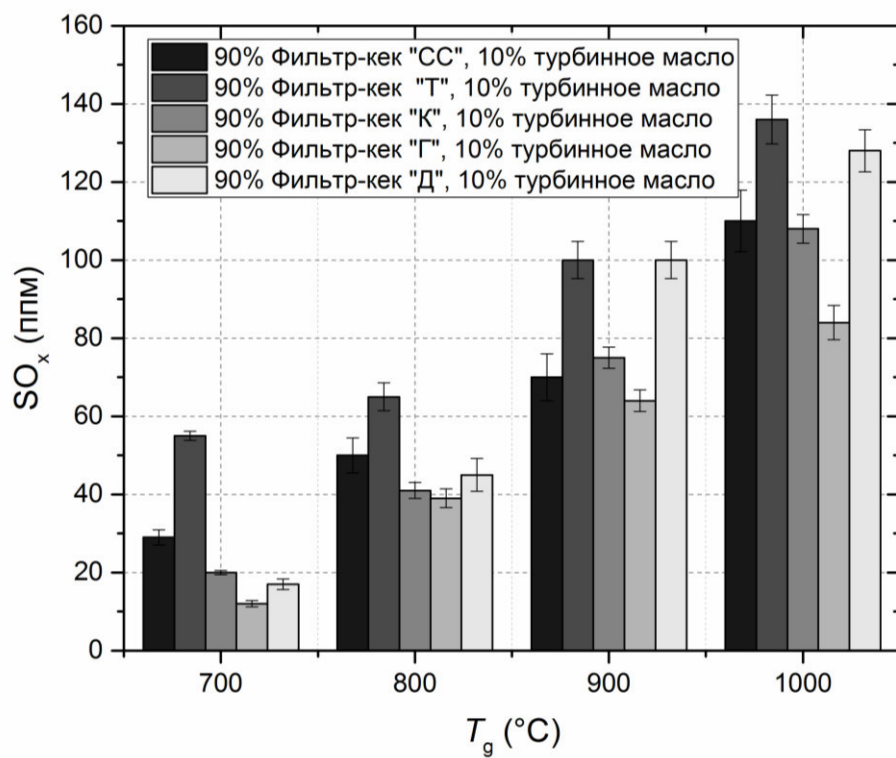 160
140
120
100
80
60
40
20
0
SOx (ппм)
90% Фильтр-кек "СС", 10% турбинное масло
90% Фильтр-кек "Т", 10% турбинное масло
90% Фильтр-кек "К", 10% турбинное масло
90% Фильтр-кек "Г", 10% турбинное масло
90% Фильтр-кек "Д", 10% турбинное масло
700 800 900 1000
Tg (°C)